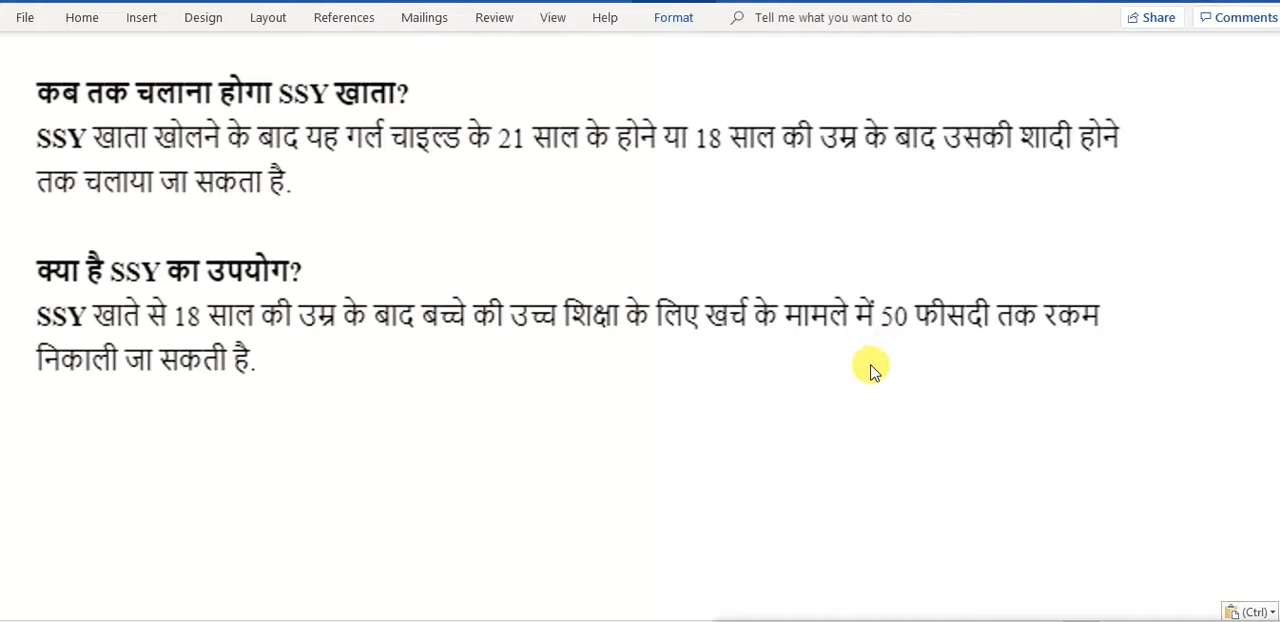 File Home Insert Design Layout References Mailings Review View Help Format Tell me what you want to do Share Comments
कब तक चलाना होगा SSY खाता?
SSY खाता खोलने के बाद यह गर्ल चाइल्ड के 21 साल के होने या 18 साल की उम्र के बाद उसकी शादी होने
तक चलाया जा सकता है.
क्या है SSY का उपयोग?
SSY खाते से 18 साल की उम्र के बाद बच्चे की उच्च शिक्षा के लिए खर्च के मामले में 50 फीसदी तक रकम
निकाली जा सकती है.
(Ctrl)